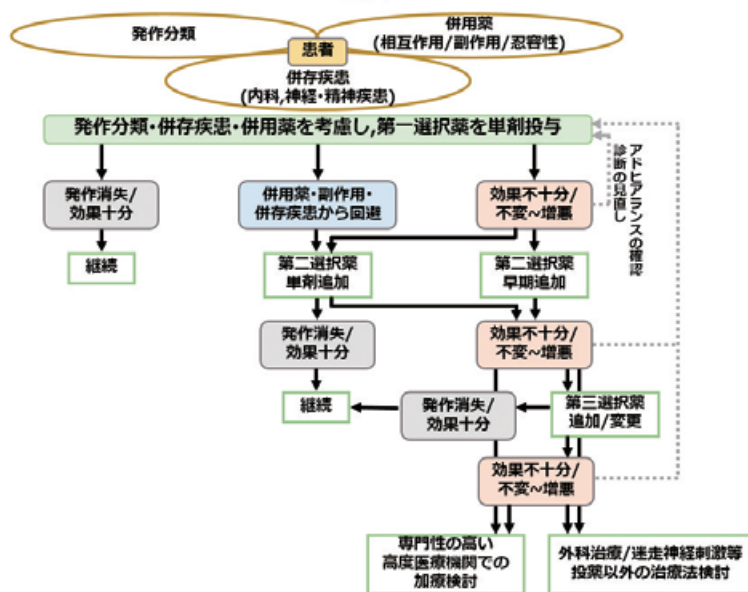 発作分類
併用薬
(相互作用/副作用/忍容性)
患者
併存疾患
(内科,神経・精神疾患)
発作分類・併存疾患・併用薬を考慮し,第一選択薬を単剤投与
アドヒアランスの確認
診断の見直し
発作消失/
効果十分
併用薬・副作用・
併存疾患から回避
効果不十分/
不変~増悪
継続
第二選択薬
単剤追加
第二選択薬
早期追加
発作消失/
効果十分
効果不十分/
不変~増悪
継続
発作消失/
効果十分
第三選択薬
追加/変更
効果不十分/
不変~増悪
専門性の高い
高度医療機関での
加療検討
外科治療/迷走神経刺激等
投薬以外の治療法検討